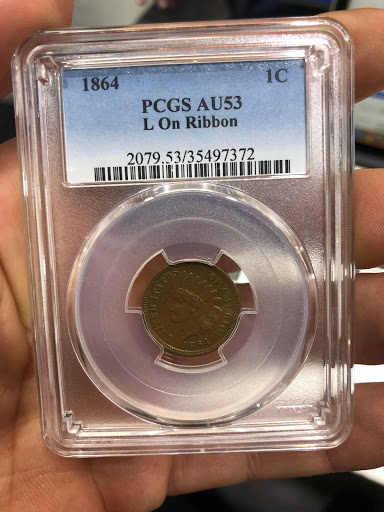 1864 1C
PCGS AU53
L On Ribbon
2079.53/35497372